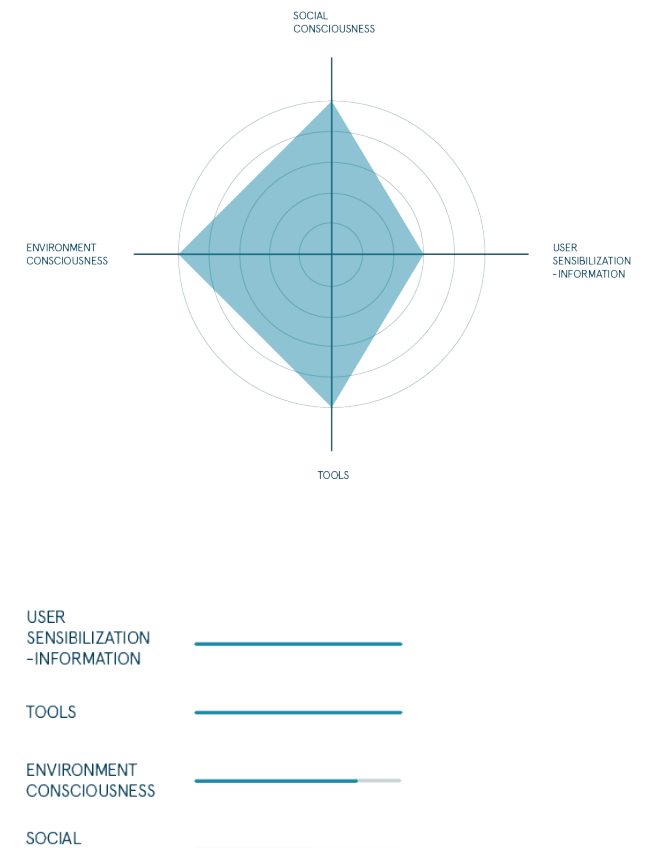 SOCIAL
CONSCIOUSNESS
ENVIRONMENT
CONSCIOUSNESS
USER
SENSIBILIZATION
-INFORMATION
TOOLS
USER
SENSIBILIZATION
-INFORMATION
TOOLS
ENVIRONMENT
CONSCIOUSNESS
SOCIAL